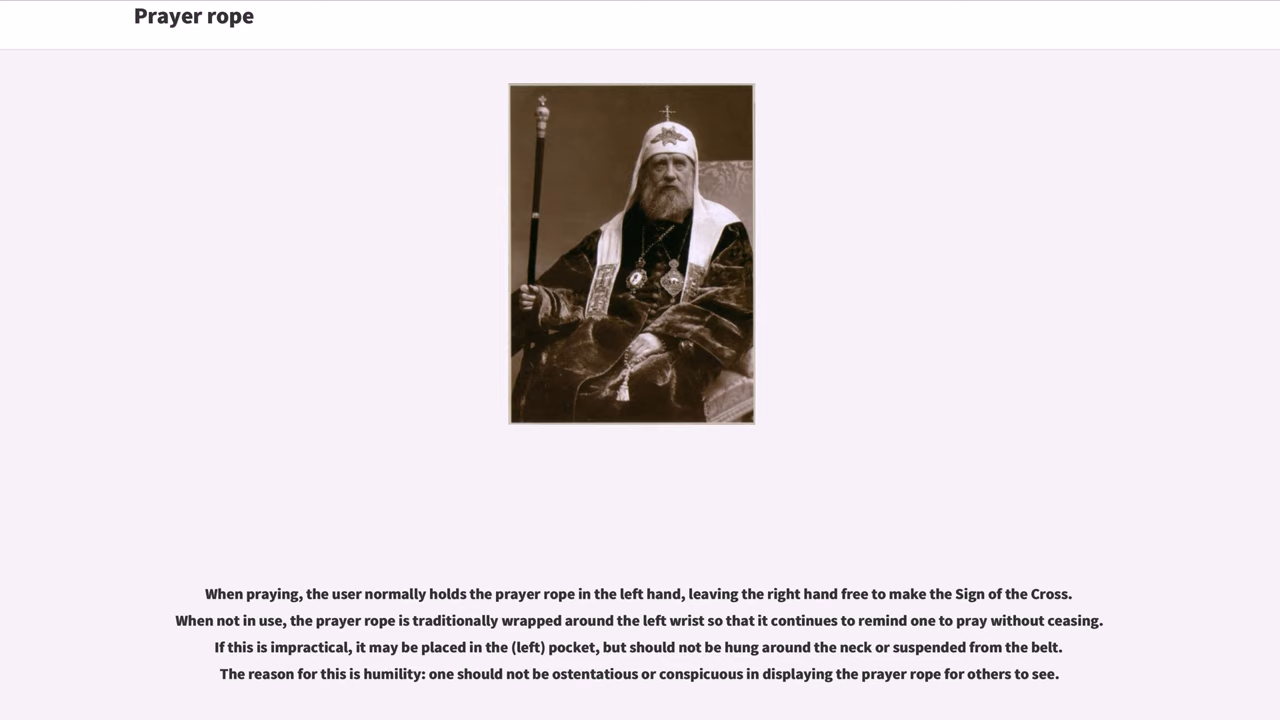 Prayer rope
When praying, the user normally holds the prayer rope in the left hand, leaving the right hand free to make the Sign of the Cross.
When not in use, the prayer rope is traditionally wrapped around the left wrist so that it continues to remind one to pray without ceasing.
If this is impractical, it may be placed in the (left) pocket, but should not be hung around the neck or suspended from the belt.
The reason for this is humility: one should not be ostentatious or conspicuous in displaying the prayer rope for others to see.